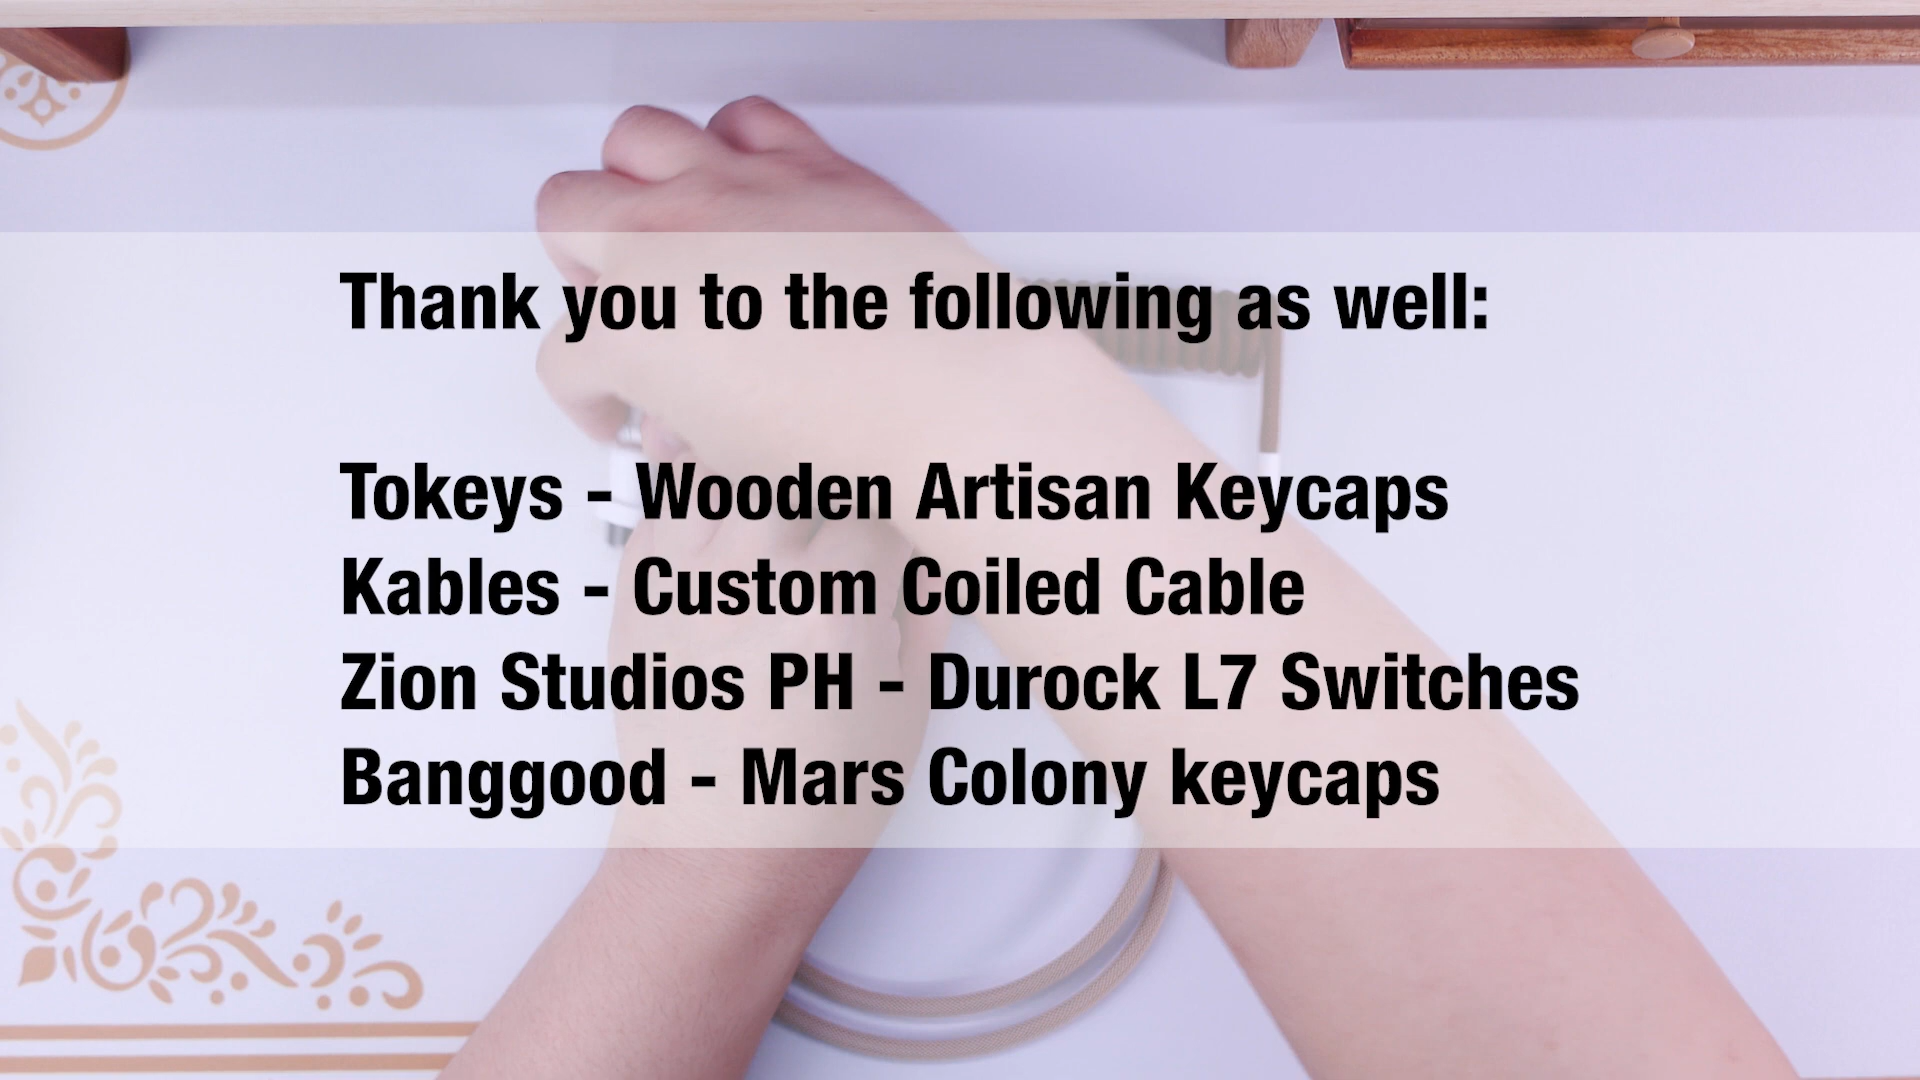 Thank you to the following as well:
Tokeys - Wooden Artisan Keycaps
Kables - Custom Coiled Cable
Zion Studios PH - Durock L7 Switches
Banggood - Mars Colony keycaps